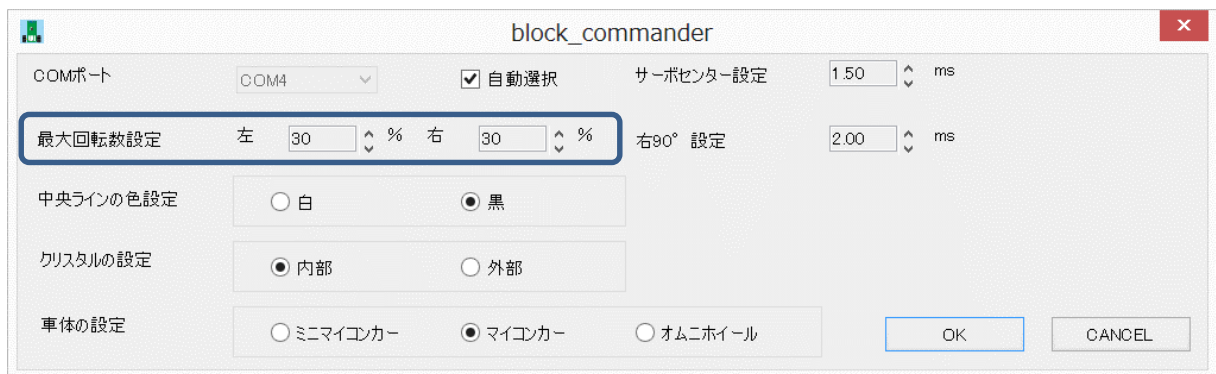 block_commander
COMポート COM4 自動選択 サーボセンター設定 1.50 ms
最大回転数設定 左 30 % 右 30 % 右90°設定 2.00 ms
中央ラインの色設定 白 黒
クリスタルの設定 内部 外部
車体の設定 ミニマイコンカー マイコンカー オムニホイール OK CANCEL